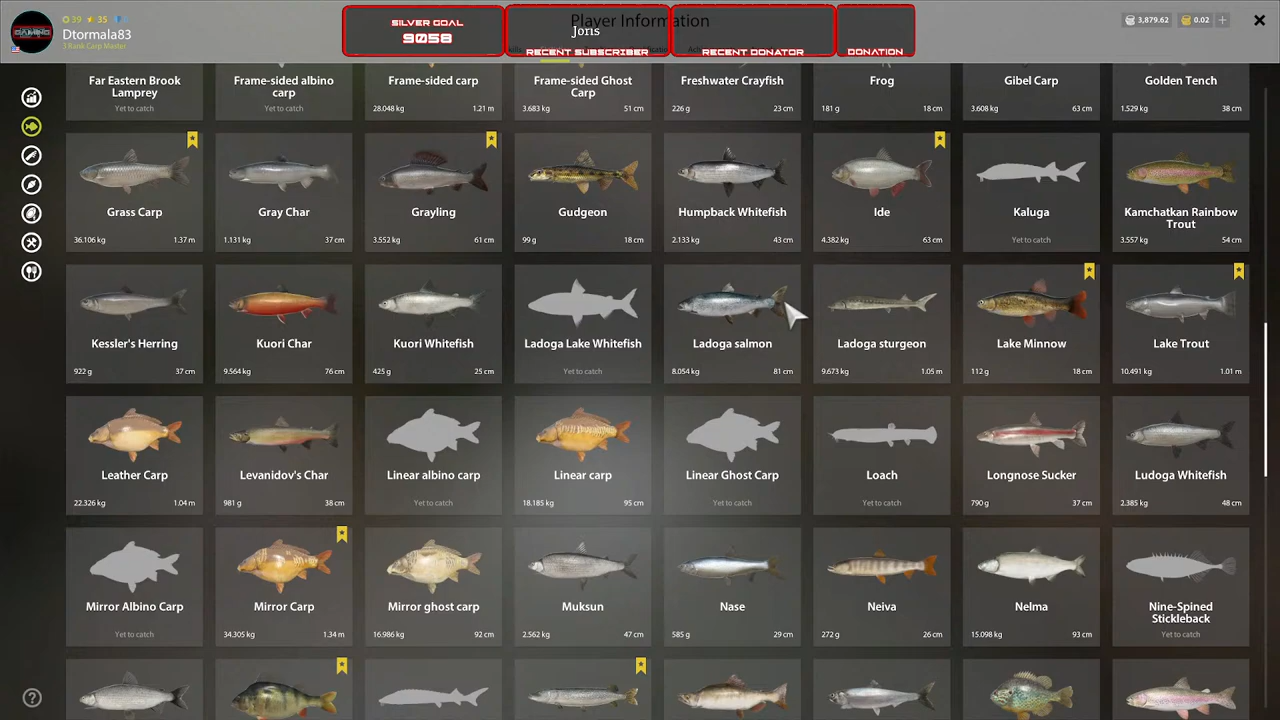 39 35
Dtormala83
3 Rank Carp Master
SILVER GOAL
9058
Player Information
Jøns
RECENT SUBSCRIBER
RECENT DONATOR
DONATION
3,879.62
0.02
Far Eastern Brook
Lamprey
Yet to catch
Frame-sided albino
carp
Yet to catch
Frame-sided carp
28.048 kg 1.21 m
Frame-sided Ghost
Carp
3.683 kg 51 cm
Freshwater Crayfish
226 g 23 cm
Frog
181 g 18 cm
Gibel Carp
3.608 kg 63 cm
Golden Tench
1.529 kg 38 cm
Grass Carp
36.106 kg 1.37 m
Gray Char
1.131 kg 37 cm
Grayling
3.552 kg 61 cm
Gudgeon
99 g 18 cm
Humpback Whitefish
2.133 kg 43 cm
Ide
4.382 kg 63 cm
Kaluga
Yet to catch
Kamchatkan Rainbow
Trout
3.557 kg 54 cm
Kessler's Herring
922 g 37 cm
Kuori Char
9.564 kg 76 cm
Kuori Whitefish
425 g 25 cm
Ladoga Lake Whitefish
Yet to catch
Ladoga salmon
8.054 kg 81 cm
Ladoga sturgeon
9.673 kg 1.05 m
Lake Minnow
112 g 18 cm
Lake Trout
10.491 kg 1.01 m
Leather Carp
22.326 kg 1.04 m
Levanidov's Char
981 g 38 cm
Linear albino carp
Yet to catch
Linear carp
18.185 kg 95 cm
Linear Ghost Carp
Yet to catch
Loach
Yet to catch
Longnose Sucker
790 g 37 cm
Ludoga Whitefish
2.385 kg 48 cm
Mirror Albino Carp
Yet to catch
Mirror Carp
34.305 kg 1.34 m
Mirror ghost carp
16.986 kg 92 cm
Muksun
2.562 kg 47 cm
Nase
585 g 29 cm
Neiva
272 g 26 cm
Nelma
15.098 kg 93 cm
Nine-Spined
Stickleback
Yet to catch